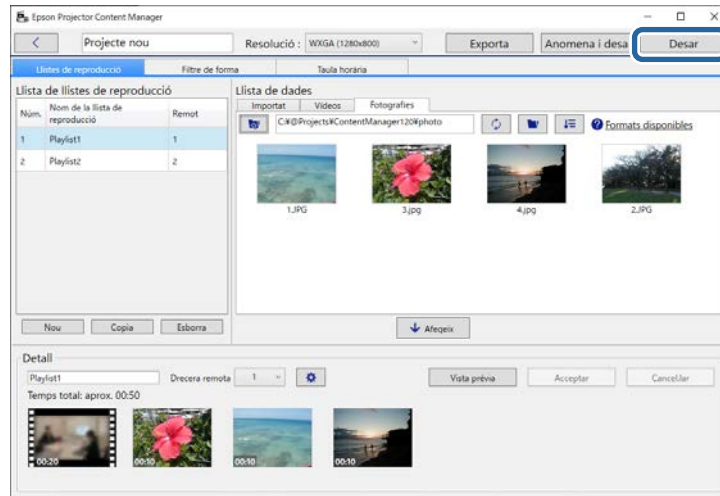 Epson Projector Content Manager
Projecte nou
Resolució :
WXGA (1280x800)
Exporta
Anomena i desa
Desar
Llistes de reproducció
Filtre de forma
Taula horària
Llista de llistes de reproducció
Núm.
Nom de la llista de
reproducció
Remot
1 Playlist1 1
2 Playlist2 2
Nou
Copia
Esborra
Llista de dades
Importat
Vídeos
Fotografies
C:¥@Projects¥ContentManager120¥photo
Formats disponibles
1.JPG
3.jpg
4.jpg
2.JPG
Afegeix
Detall
Playlist1
Drecera remota
1
Vista prèvia
Acceptar
Cancel·lar
Temps total: aprox. 00:50
00:20
00:10
00:10
00:10